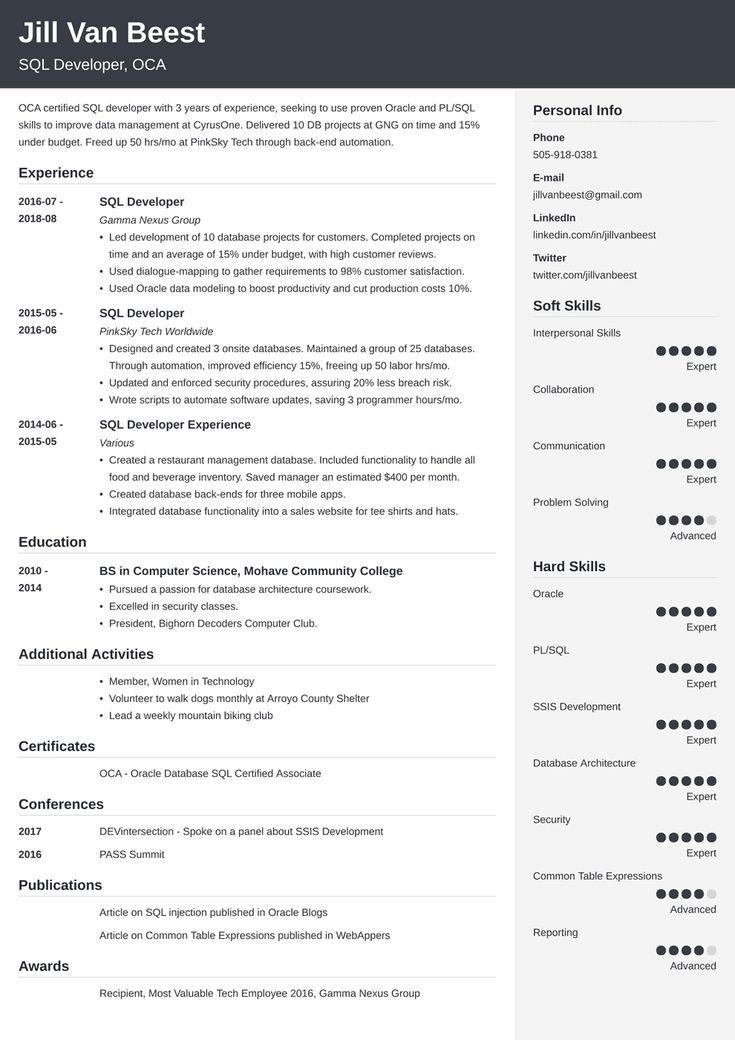 Jill Van Beest
SQL Developer, OCA
OCA certified SQL developer with 3 years of experience, seeking to use proven Oracle and PL/SQL
skills to improve data management at CyrusOne. Delivered 10 DB projects at GNG on time and 15%
under budget. Freed up 50 hrs/mo at PinkSky Tech through back-end automation.
Experience
2016-07 -
2018-08
SQL Developer
Gamma Nexus Group
• Led development of 10 database projects for customers. Completed projects on
time and an average of 15% under budget, with high customer reviews.
• Used dialogue-mapping to gather requirements to 98% customer satisfaction.
• Used Oracle data modeling to boost productivity and cut production costs 10%.
2015-05 -
2016-06
SQL Developer
PinkSky Tech Worldwide
• Designed and created 3 onsite databases. Maintained a group of 25 databases.
Through automation, improved efficiency 15%, freeing up 50 labor hrs/mo.
• Updated and enforced security procedures, assuring 20% less breach risk.
• Wrote scripts to automate software updates, saving 3 programmer hours/mo.
2014-06 -
2015-05
SQL Developer Experience
Various
• Created a restaurant management database. Included functionality to handle all
food and beverage inventory. Saved manager an estimated $400 per month.
• Created database back-ends for three mobile apps.
• Integrated database functionality into a sales website for tee shirts and hats.
Education
2010 -
2014
BS in Computer Science, Mohave Community College
• Pursued a passion for database architecture coursework.
• Excelled in security classes.
• President, Bighorn Decoders Computer Club.
Additional Activities
• Member, Women in Technology
• Volunteer to walk dogs monthly at Arroyo County Shelter
• Lead a weekly mountain biking club
Certificates
OCA - Oracle Database SQL Certified Associate
Conferences
2017 DEVintersection - Spoke on a panel about SSIS Development
2016 PASS Summit
Publications
Article on SQL injection published in Oracle Blogs
Article on Common Table Expressions published in WebAppers
Awards
Recipient, Most Valuable Tech Employee 2016, Gamma Nexus Group
Personal Info
Phone
505-918-0381
E-mail
jillvanbeest@gmail.com
LinkedIn
linkedin.com/in/jillvanbeest
Twitter
twitter.com/jillvanbeest
Soft Skills
Interpersonal Skills
Expert
Collaboration
Expert
Communication
Expert
Problem Solving
Advanced
Hard Skills
Oracle
Expert
PL/SQL
Expert
SSIS Development
Expert
Database Architecture
Expert
Security
Expert
Common Table Expressions
Advanced
Reporting
Advanced